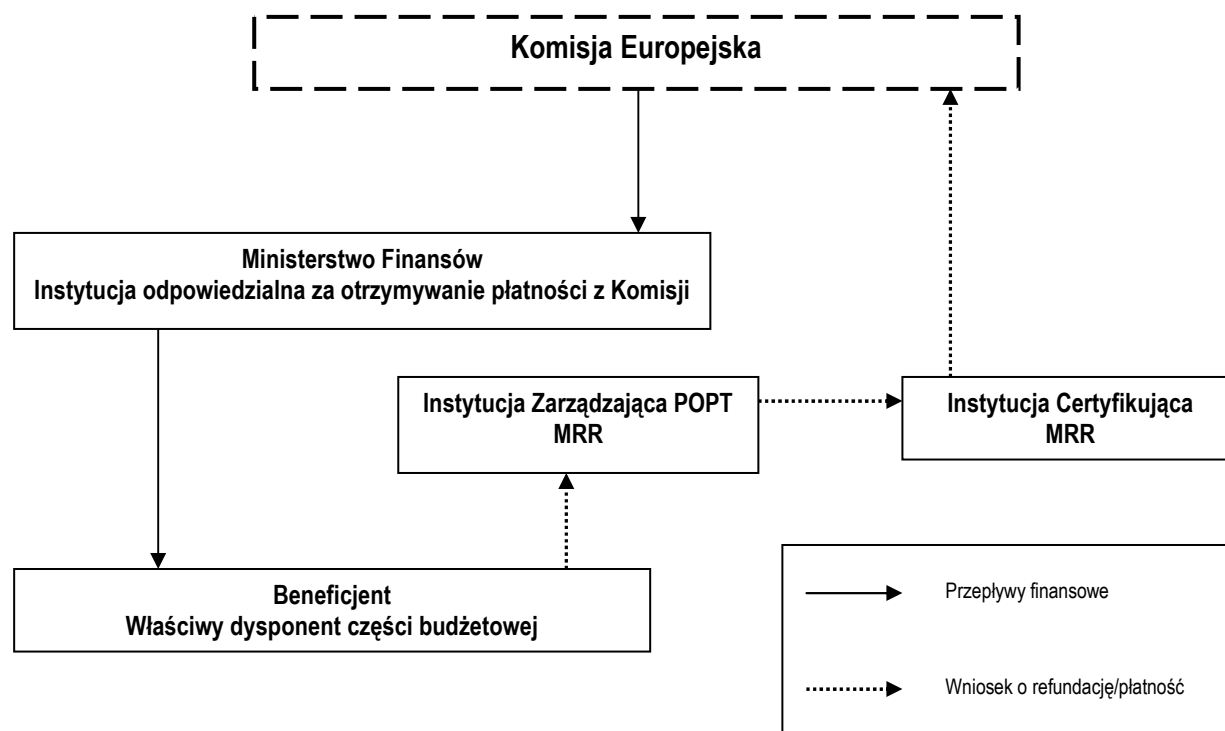 Komisja Europejska
Ministerstwo Finansów
Instytucja odpowiedzialna za otrzymywanie płatności z Komisji
Instytucja Zarządzająca POPT
MRR
Instytucja Certyfikująca
MRR
Beneficjent
Właściwy dysponent części budżetowej
Przepływy finansowe
Wniosek o refundację/płatność